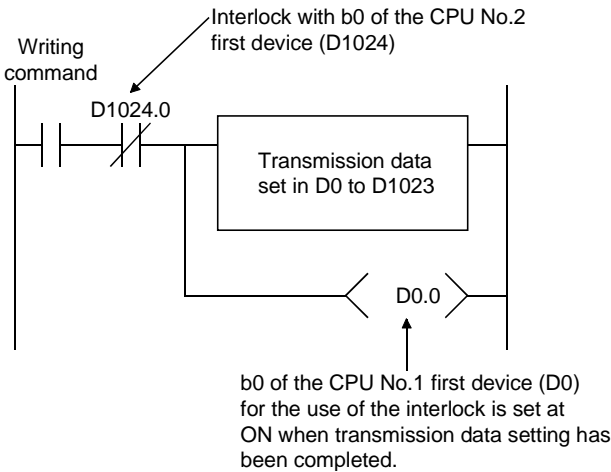 Interlock with b0 of the CPU No.2
first device (D1024)
Writing
command
D1024.0
Transmission data
set in D0 to D1023
D0.0
b0 of the CPU No.1 first device (D0)
for the use of the interlock is set at
ON when transmission data setting has
been completed.